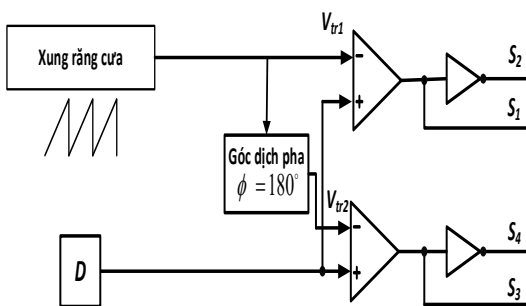 Xung răng cưa
V_tr1
−
+
S_2
S_1
Góc dịch pha
ϕ = 180°
V_tr2
−
+
S_4
S_3
D